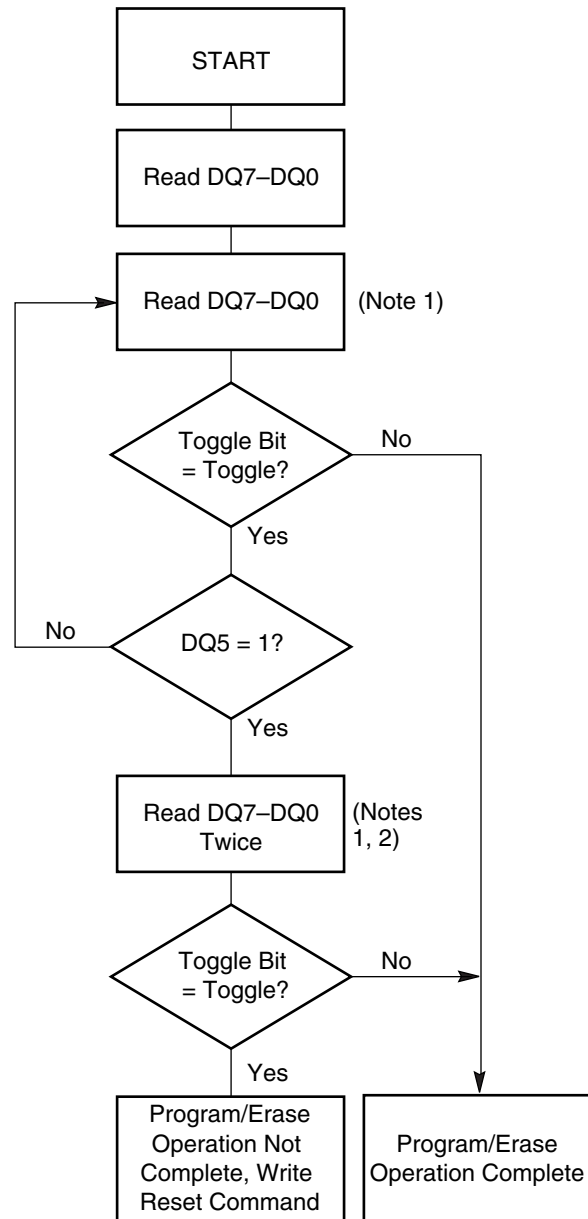 START
Read DQ7–DQ0
Read DQ7–DQ0
(Note 1)
Toggle Bit
= Toggle?
No
Yes
No
DQ5 = 1?
Yes
Read DQ7–DQ0
Twice
(Notes
1, 2)
Toggle Bit
= Toggle?
No
Yes
Program/Erase
Operation Not
Complete, Write
Reset Command
Program/Erase
Operation Complete